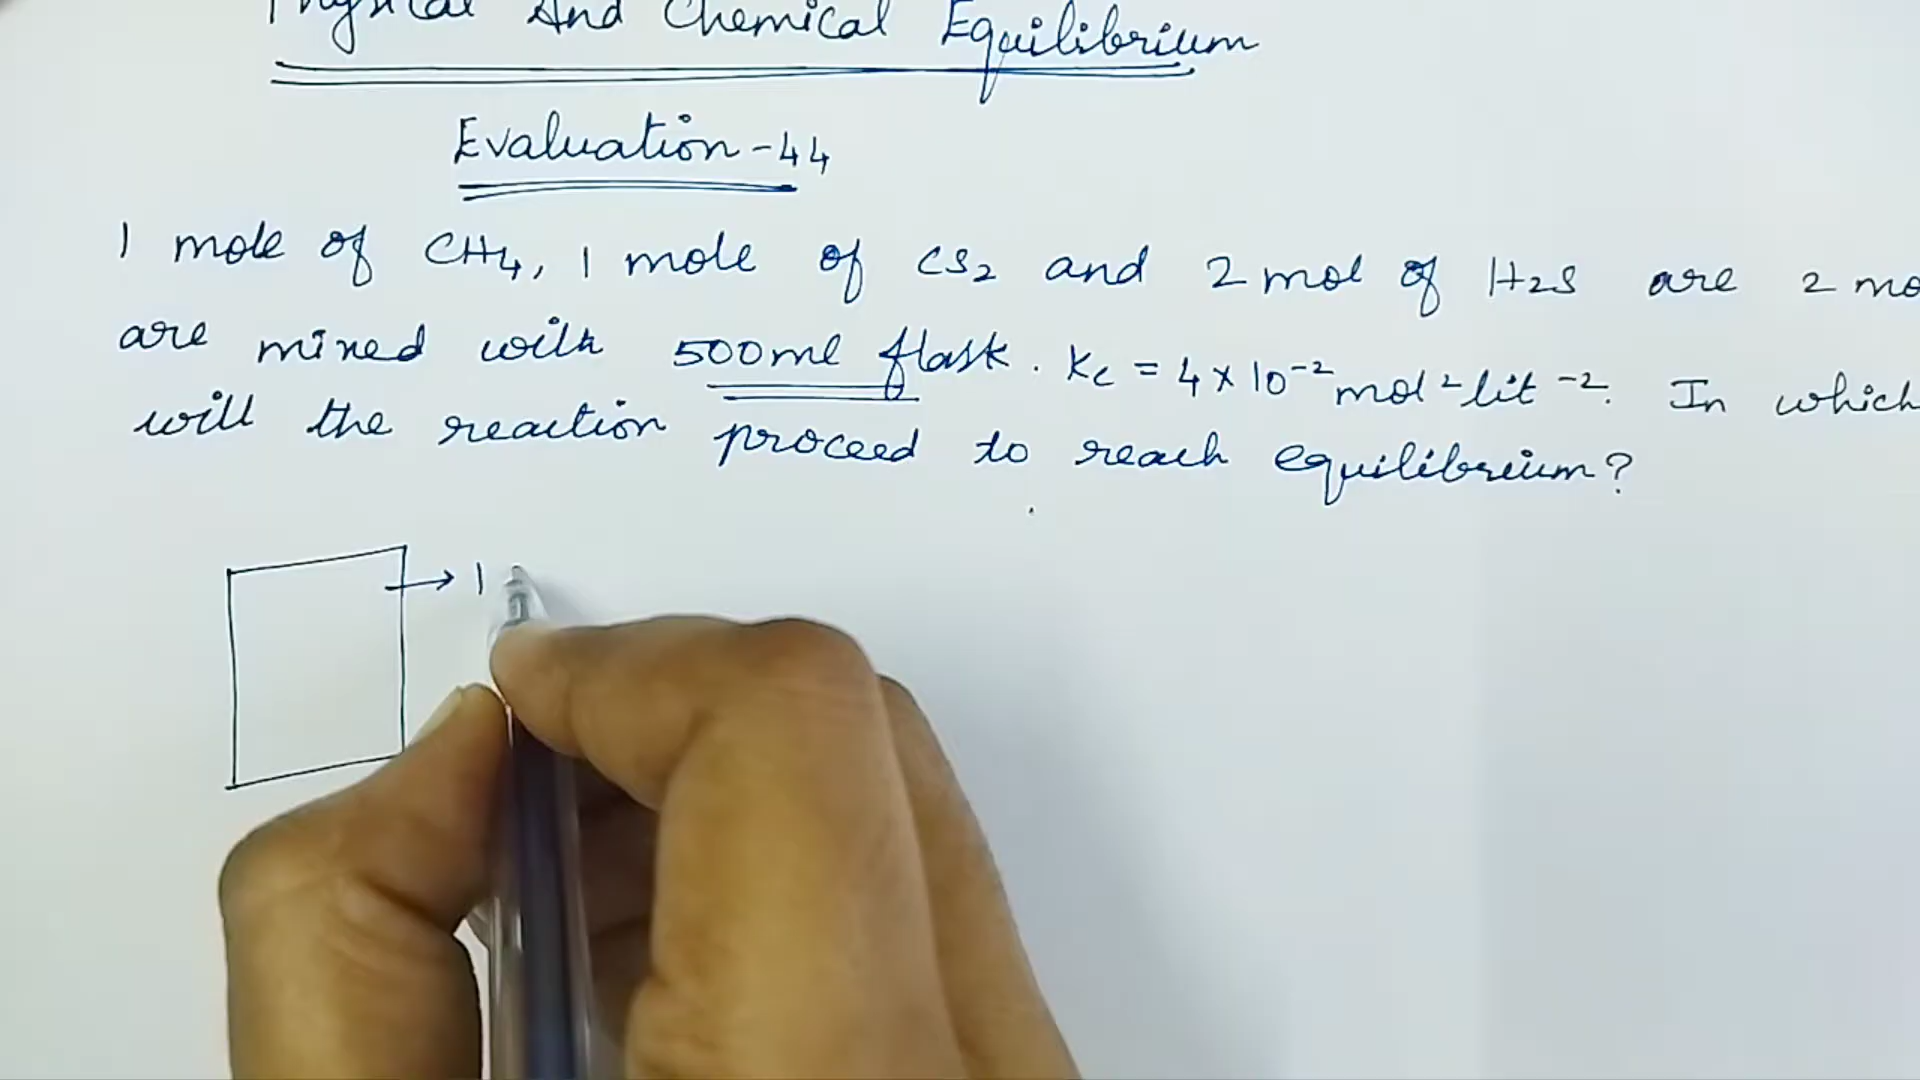 Physical And Chemical Equilibrium
Evaluation-44
1 mole of CH4, 1 mole of CS2 and 2 mol of H2S are 2 mo
are mixed with 500ml flask. Kc = 4 x 10⁻² mol² lit⁻². In which
will the reaction proceed to reach equilibrium?
→ 1